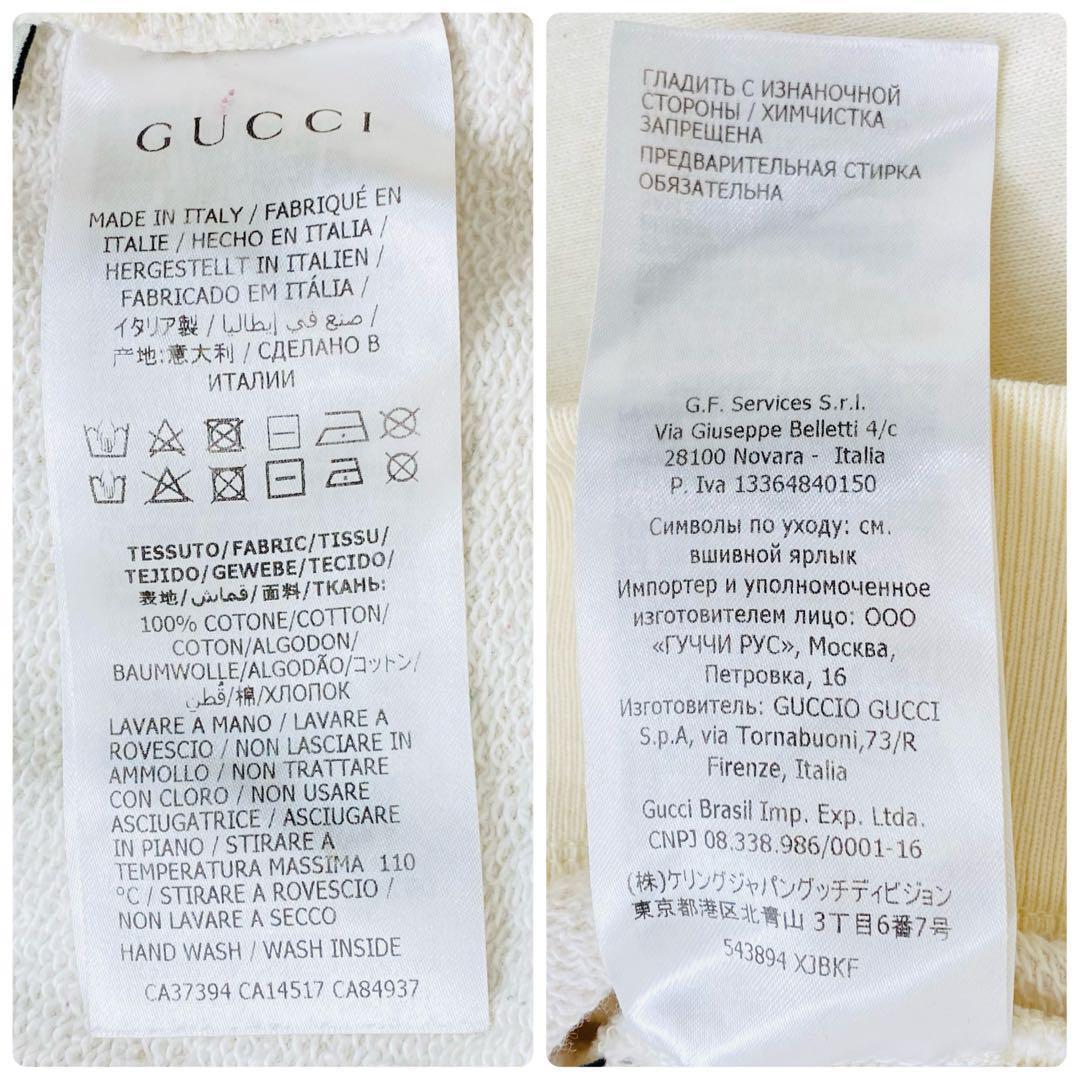 GUCCI
MADE IN ITALY / FABRIQUÉ EN
ITALIE / HECHO EN ITALIA /
HERGESTELLT IN ITALIEN /
FABRICADO EM ITÁLIA /
イタリア製 / صنع في إيطاليا /
产地:意大利 / СДЕЛАНО В
ИТАЛИИ
TESSUTO/FABRIC/TISSU/
TEJIDO/GEWEBE/TECIDO/
表地/قماش/面料/ТКАНЬ:
100% COTONE/COTTON/
COTON/ALGODON/
BAUMWOLLE/ALGODÃO/コットン/
قطن/棉/ХЛОПОК
LAVARE A MANO / LAVARE A
ROVESCIO / NON LASCIARE IN
AMMOLLO / NON TRATTARE
CON CLORO / NON USARE
ASCIUGATRICE / ASCIUGARE
IN PIANO / STIRARE A
TEMPERATURA MASSIMA 110
°C / STIRARE A ROVESCIO /
NON LAVARE A SECCO
HAND WASH / WASH INSIDE
CA37394 CA14517 CA84937
ГЛАДИТЬ С ИЗНАНОЧНОЙ
СТОРОНЫ / ХИМЧИСТКА
ЗАПРЕЩЕНА
ПРЕДВАРИТЕЛЬНАЯ СТИРКА
ОБЯЗАТЕЛЬНА
G.F. Services S.r.l.
Via Giuseppe Belletti 4/c
28100 Novara - Italia
P. Iva 13364840150
Символы по уходу: см.
вшивной ярлык
Импортер и уполномоченное
изготовителем лицо: ООО
«ГУЧЧИ РУС», Москва,
Петровка, 16
Изготовитель: GUCCIO GUCCI
S.p.A, via Tornabuoni,73/R
Firenze, Italia
Gucci Brasil Imp. Exp. Ltda.
CNPJ 08.338.986/0001-16
(株)ケリングジャパングッチディビジョン
東京都港区北青山 3丁目6番7号
543894 XJBKF